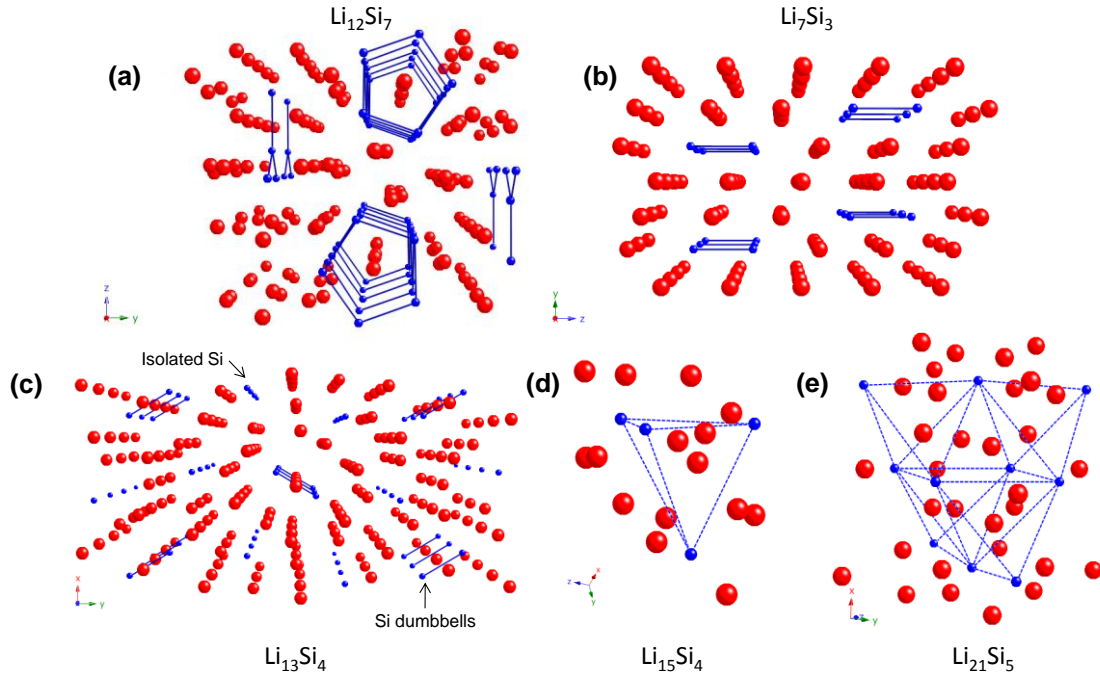 Li₁₂Si₇
Li₇Si₃
(a)
(b)
z
y
y
z
Isolated Si
(c)
(d)
(e)
x
y
Si dumbbells
x
z
y
x
z
y
Li₁₃Si₄
Li₁₅Si₄
Li₂₁Si₅